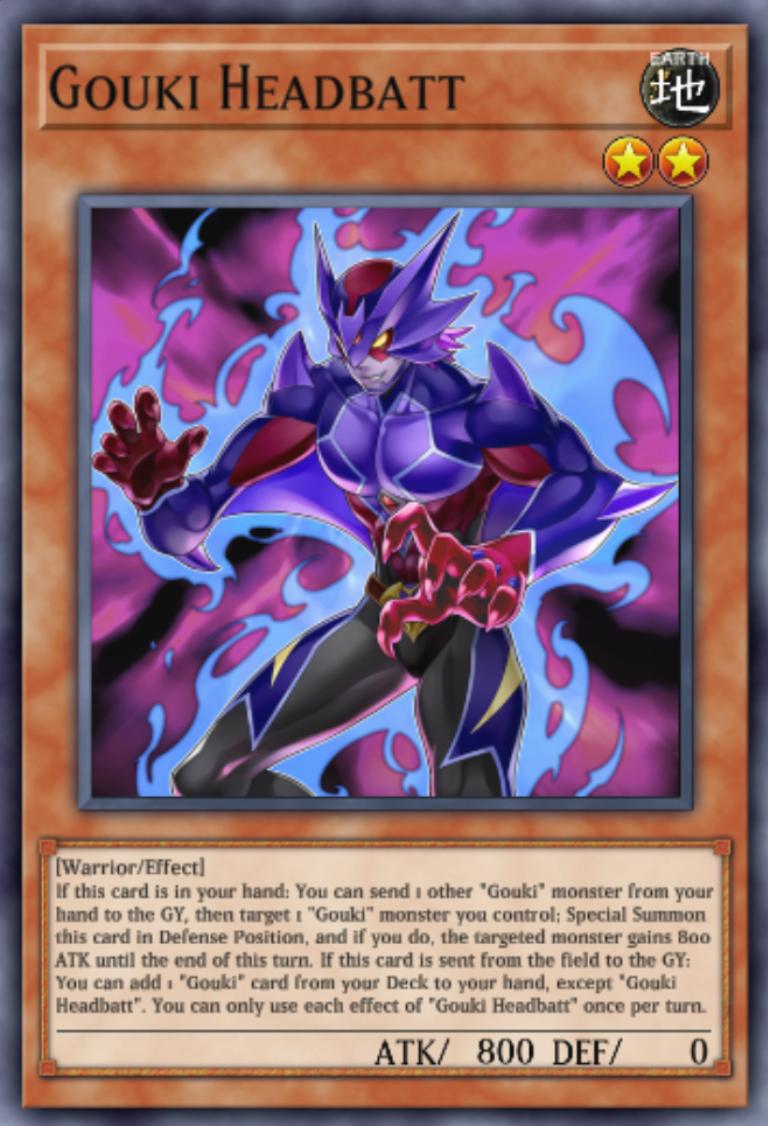 GOUKI HEADBATT
EARTH
地
[Warrior/Effect]
If this card is in your hand: You can send 1 other "Gouki" monster from your
hand to the GY, then target 1 "Gouki" monster you control; Special Summon
this card in Defense Position, and if you do, the targeted monster gains 800
ATK until the end of this turn. If this card is sent from the field to the GY:
You can add 1 "Gouki" card from your Deck to your hand, except "Gouki
Headbatt". You can only use each effect of "Gouki Headbatt" once per turn.
ATK/ 800 DEF/ 0